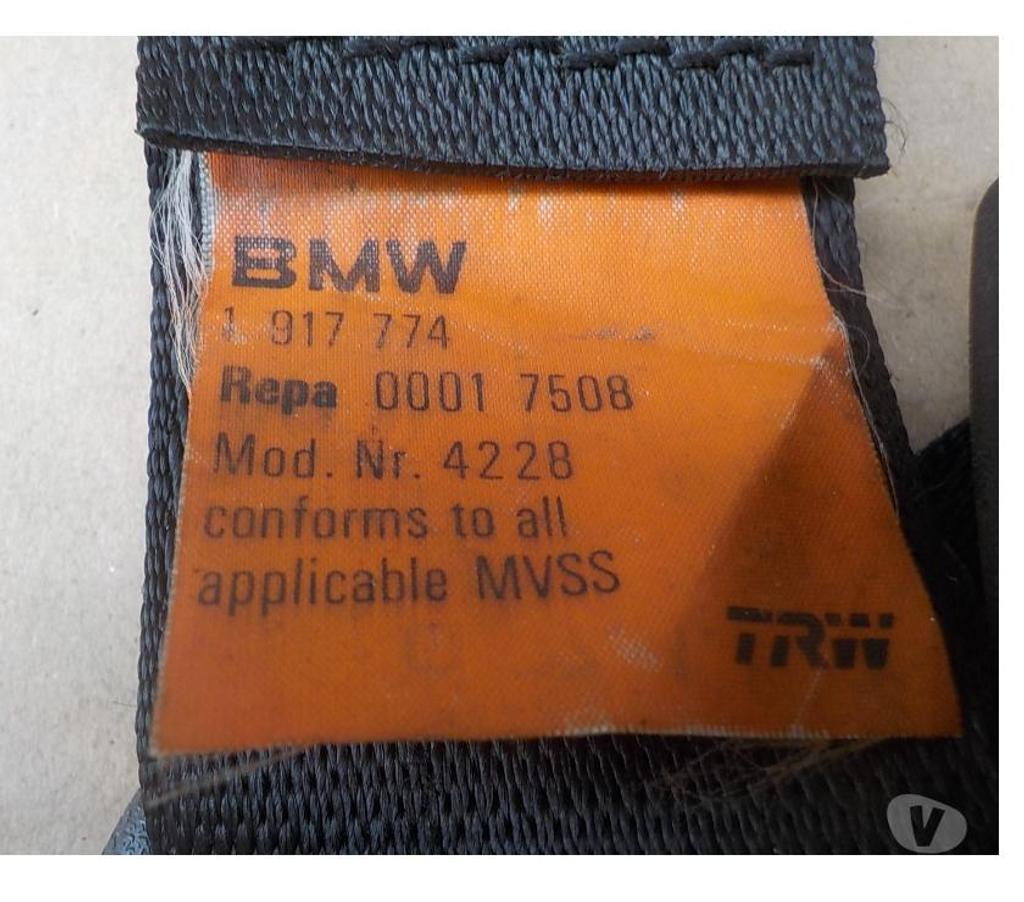 BMW
1 917 774
Repa 0001 7508
Mod. Nr. 4228
conforms to all
applicable MVSS
TRW
V